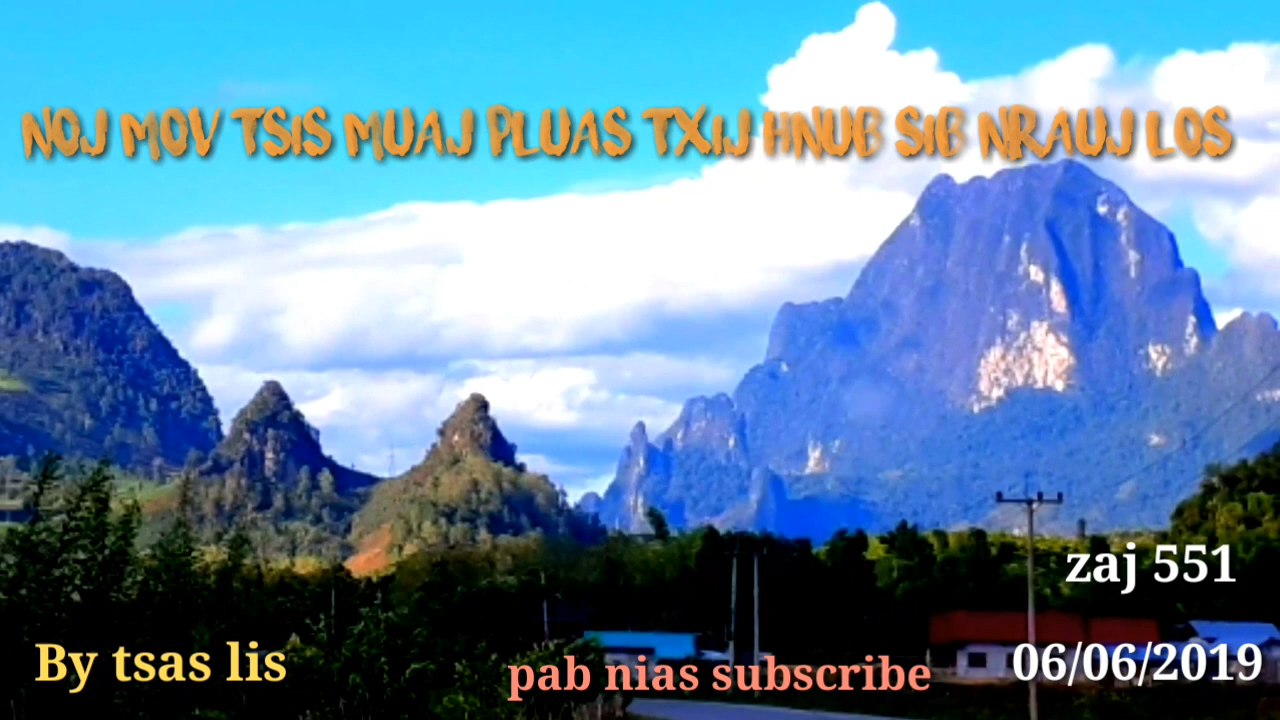 NOJ MOV TSIS MUAJ PLUAS TXIJ HNUB SIB NRAUJ LOS
zaj 551
By tsas lis
pab nias subscribe
06/06/2019